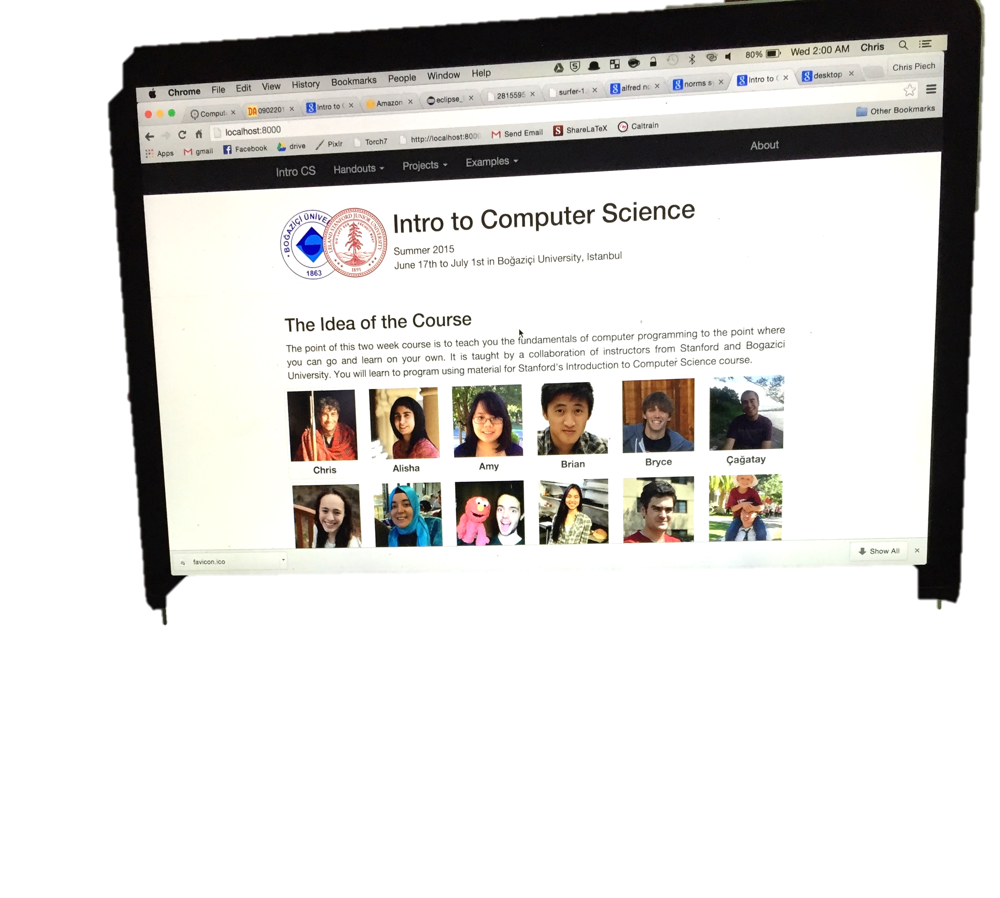 Chrome File Edit View History Bookmarks People Window Help 80% Wed 2:00 AM Chris
Comput DA 0902201 Intro to Amazon eclipse_ 2815595 surfer-1. alfred norms Intro to desktop Chris Piech
localhost:8000
Apps gmail Facebook drive Pixlr Torch7 http://localhost:800 Send Email ShareLaTeX Caltrain Other Bookmarks
Intro CS Handouts Projects Examples About
BOĞAZİÇİ ÜNİVE
1863
LELAND STANFORD JUNIOR UNIVERSITY
DIE LUFT DER FREIHEIT WEHT
1891
Intro to Computer Science
Summer 2015
June 17th to July 1st in Boğaziçi University, Istanbul
The Idea of the Course
The point of this two week course is to teach you the fundamentals of computer programming to the point where
you can go and learn on your own. It is taught by a collaboration of instructors from Stanford and Bogazici
University. You will learn to program using material for Stanford's Introduction to Computer Science course.
Chris Alisha Amy Brian Bryce Çağatay
favicon.ico Show All